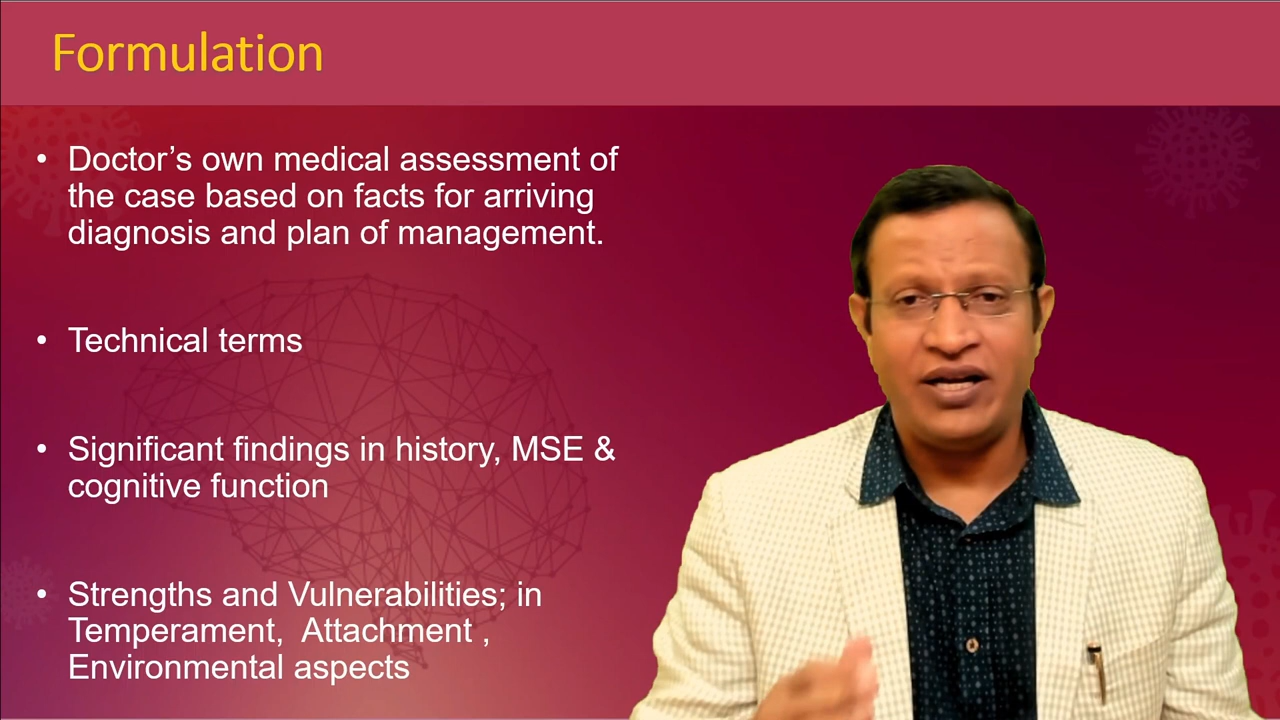 Formulation
• Doctor’s own medical assessment of
the case based on facts for arriving
diagnosis and plan of management.
• Technical terms
• Significant findings in history, MSE &
cognitive function
• Strengths and Vulnerabilities; in
Temperament,  Attachment ,
Environmental aspects